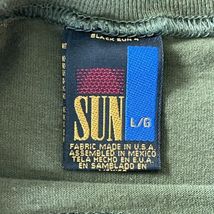 BLACK SUN
SUN
L/G
FABRIC MADE IN U.S.A
ASSEMBLED IN MEXICO
TELA HECHO EN E.U.A.
EN SAMBLADO EN